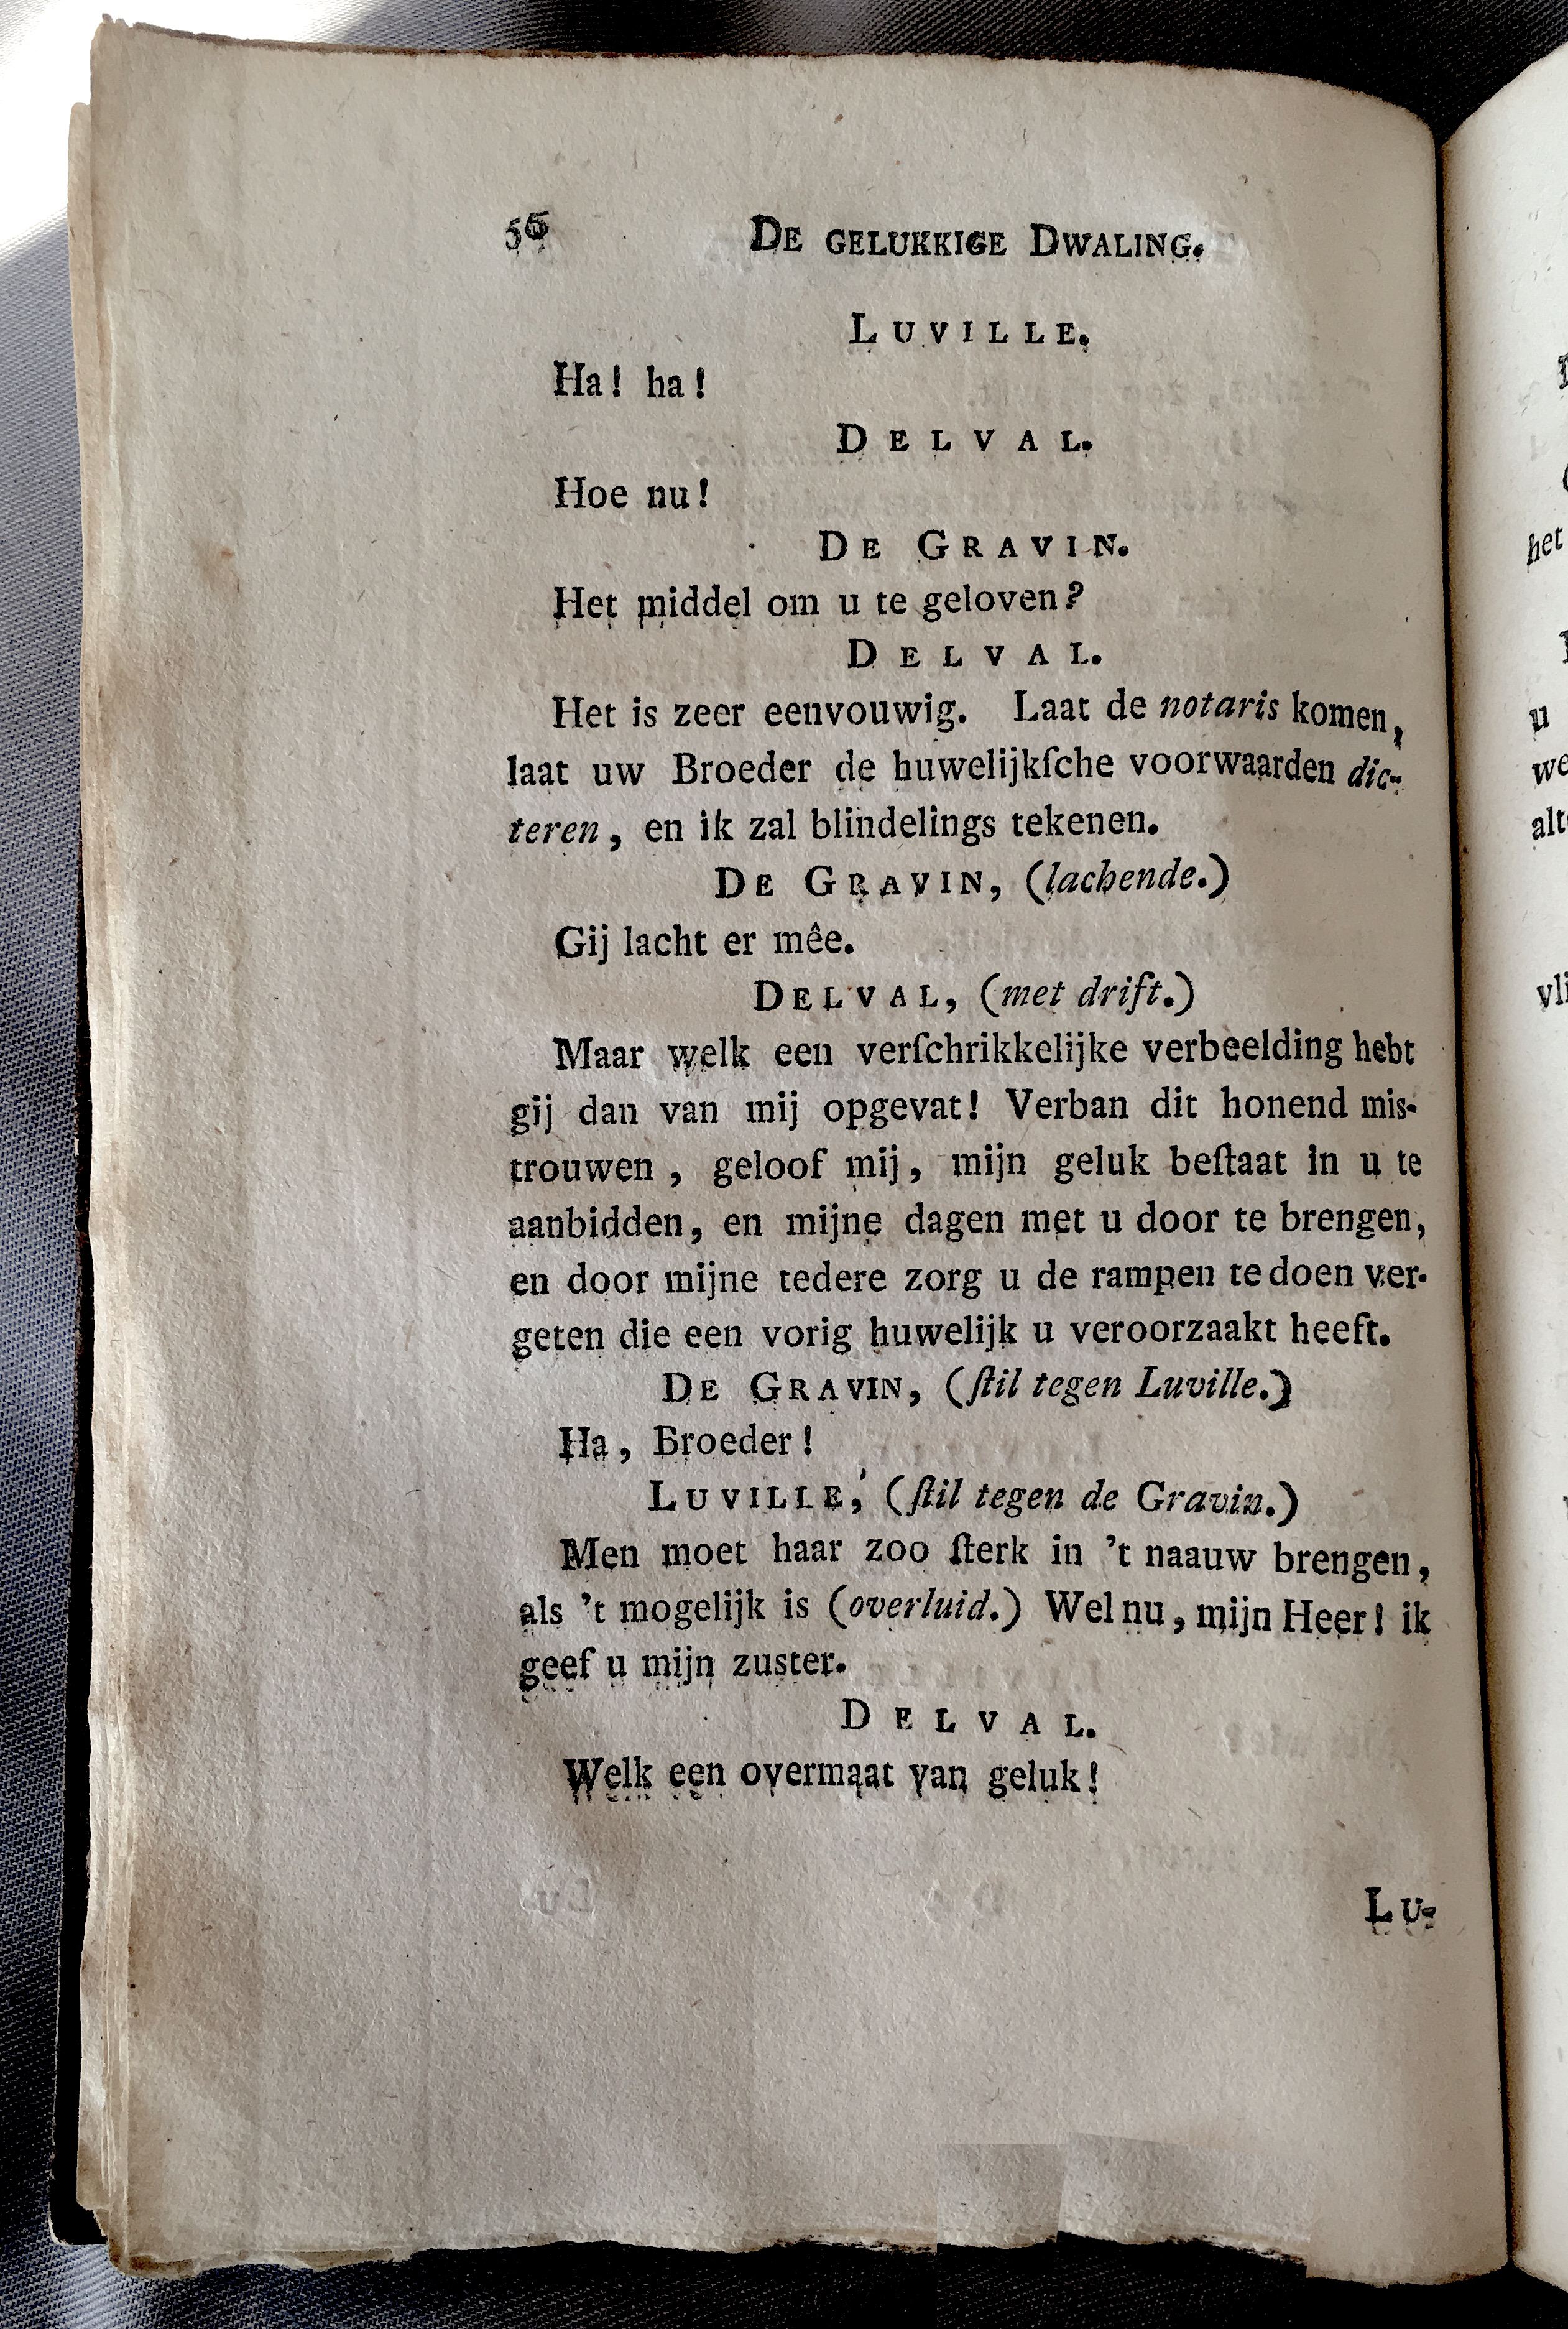 56 De gelukkige Dwaling.
Luville.
Ha! ha!
Delval.
Hoe nu!
De Gravin.
Het middel om u te geloven?
Delval.
Het is zeer eenvouwig. Laat de notaris komen,
laat uw Broeder de huwelijkſche voorwaarden dic-
teren, en ik zal blindelings tekenen.
De Gravin, (lachende.)
Gij lacht er mêe.
Delval, (met drift.)
Maar welk een verſchrikkelijke verbeelding hebt
gij dan van mij opgevat! Verban dit honend mis-
trouwen, geloof mij, mijn geluk beſtaat in u te
aanbidden, en mijne dagen met u door te brengen,
en door mijne tedere zorg u de rampen te doen ver-
geten die een vorig huwelijk u veroorzaakt heeft.
De Gravin, (ſtil tegen Luville.)
Ha, Broeder!
Luville, (ſtil tegen de Gravin.)
Men moet haar zoo ſterk in 't naauw brengen,
als 't mogelijk is (overluid.) Wel nu, mijn Heer! ik
geef u mijn zuster.
Delval.
Welk een overmaat van geluk!
Lu-
het
u
we
alt
vli